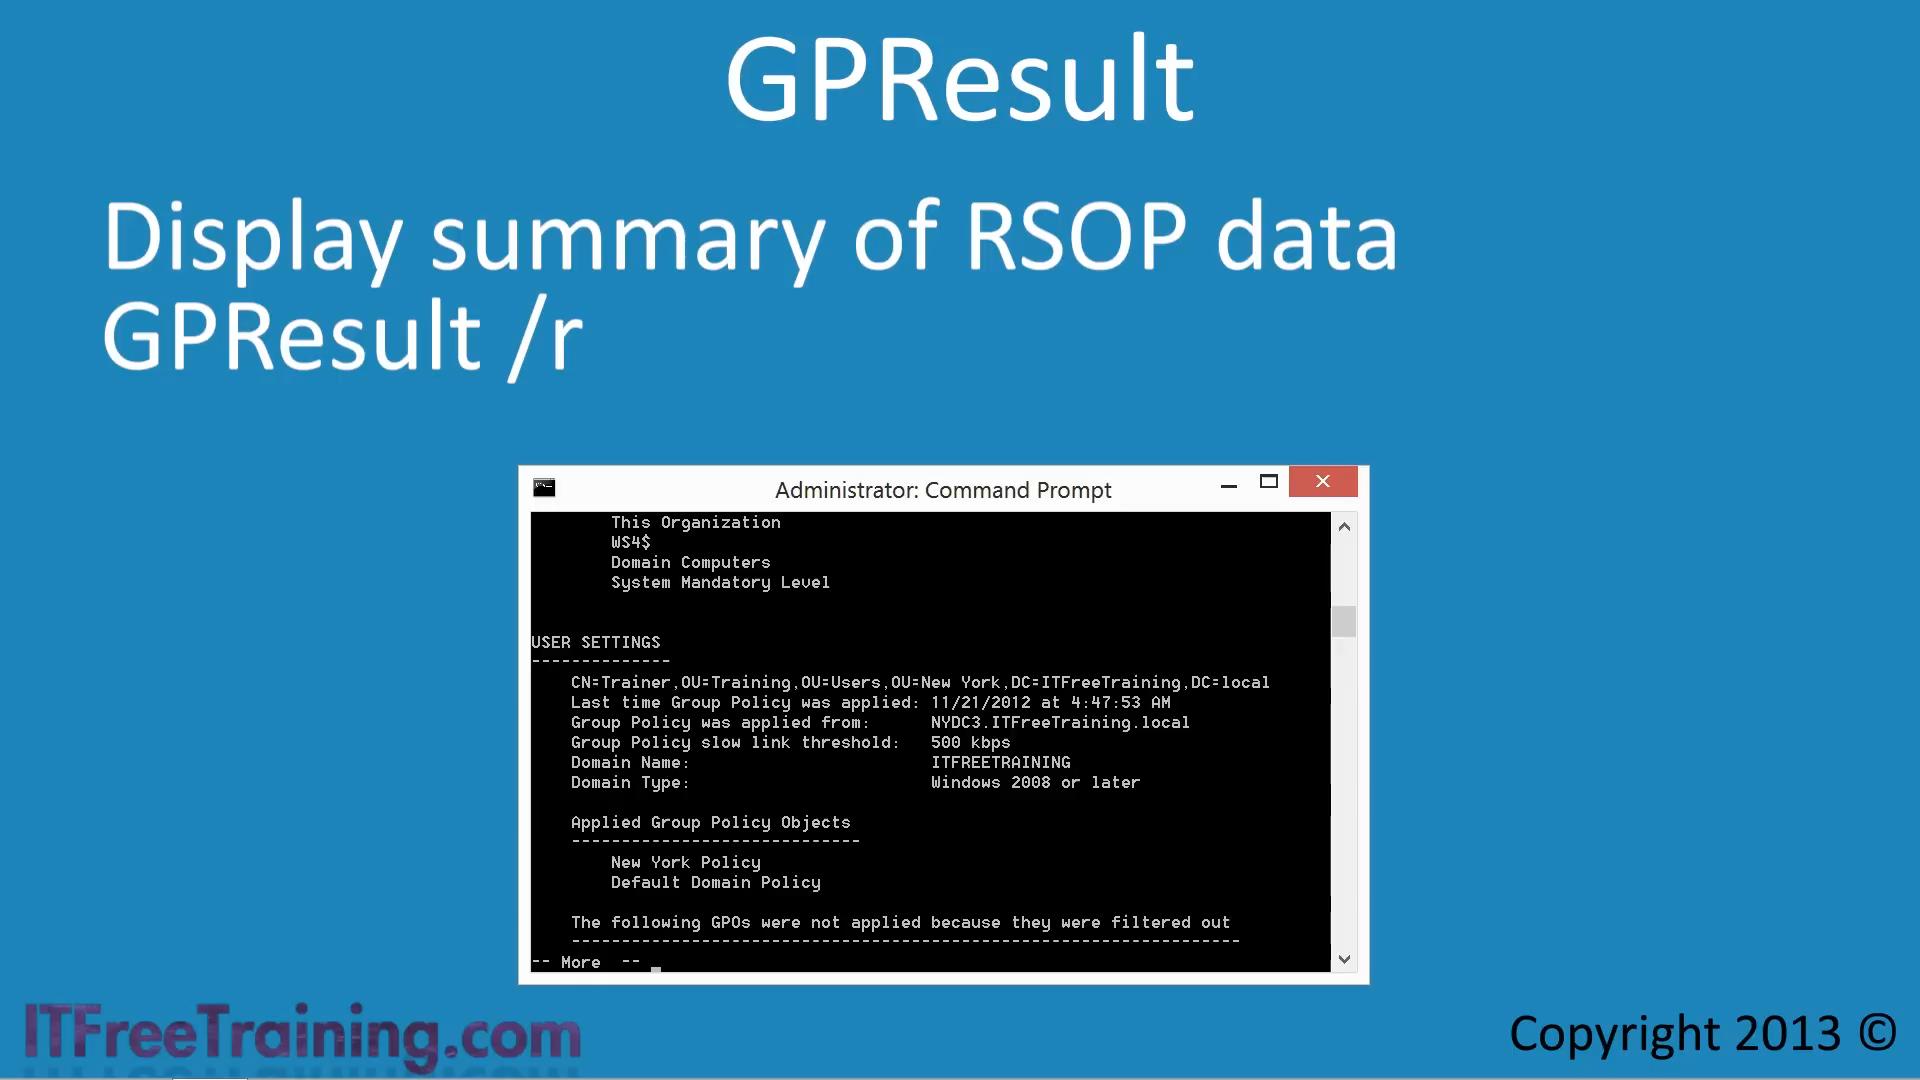 GPResult
Display summary of RSOP data
GPResult /r
Administrator: Command Prompt
This Organization
WS4$
Domain Computers
System Mandatory Level
USER SETTINGS
--------------
CN=Trainer,OU=Training,OU=Users,OU=New York,DC=ITFreeTraining,DC=local
Last time Group Policy was applied: 11/21/2012 at 4:47:53 AM
Group Policy was applied from: NYDC3.ITFreeTraining.local
Group Policy slow link threshold: 500 kbps
Domain Name: ITFREETRAINING
Domain Type: Windows 2008 or later
Applied Group Policy Objects
-----------------------------
New York Policy
Default Domain Policy
The following GPOs were not applied because they were filtered out
-------------------------------------------------------------------
-- More --
ITFreeTraining.com
Copyright 2013 ©